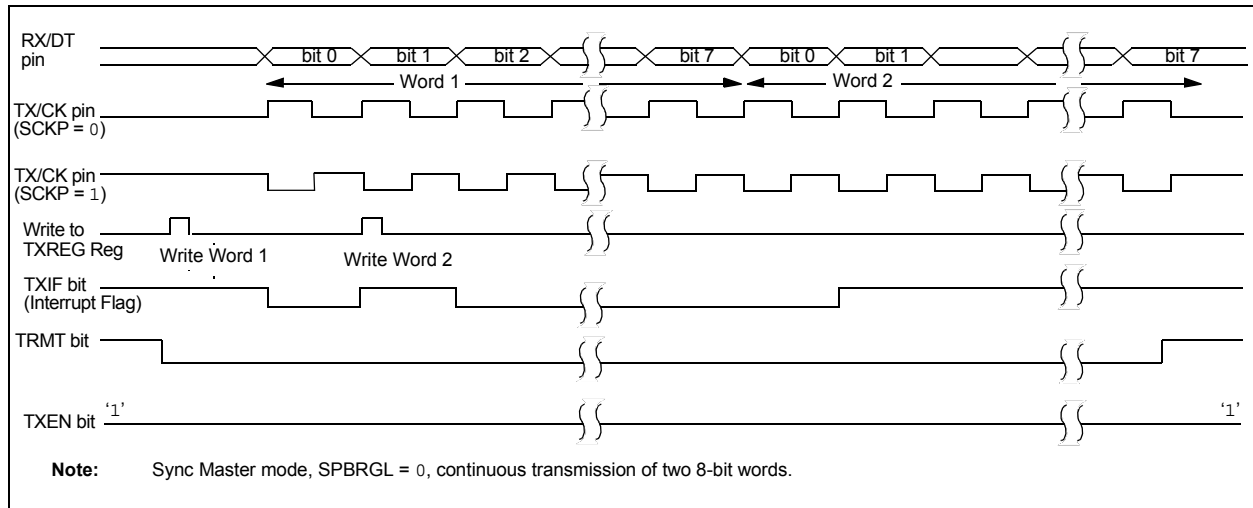 RX/DT
pin
bit 0 bit 1 bit 2 bit 7 bit 0 bit 1 bit 7
Word 1 Word 2
TX/CK pin
(SCKP = 0)
TX/CK pin
(SCKP = 1)
Write to
TXREG Reg
Write Word 1 Write Word 2
TXIF bit
(Interrupt Flag)
TRMT bit
TXEN bit ‘1’ ‘1’
Note: Sync Master mode, SPBRGL = 0, continuous transmission of two 8-bit words.